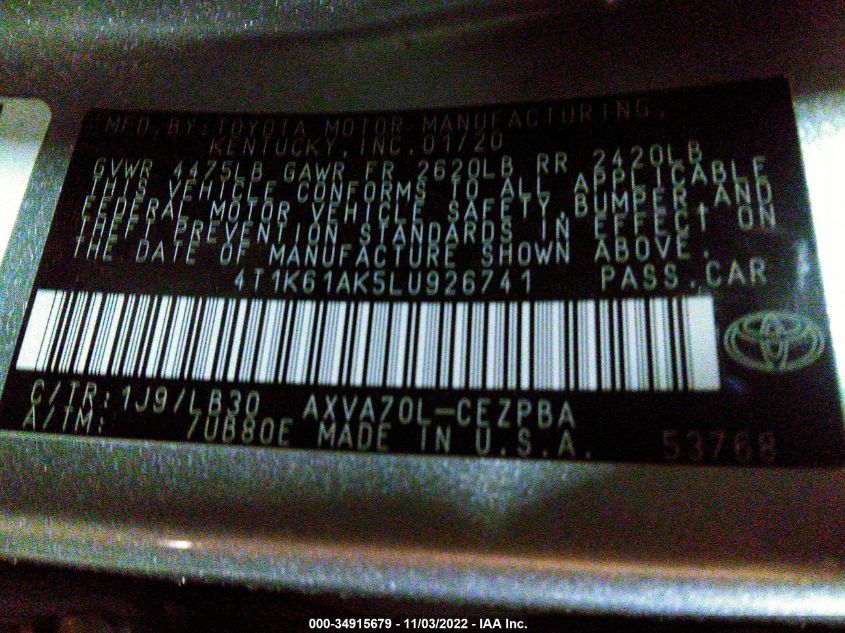 MFD.BY:TOYOTA MOTOR MANUFACTURING,
KENTUCKY, INC.01/20
GVWR 4475LB GAWR FR 2620LB RR 2420LB
THIS VEHICLE CONFORMS TO ALL APPLICABLE
FEDERAL MOTOR VEHICLE SAFETY,BUMPER,AND
THEFT PREVENTION STANDARDS IN EFFECT ON
THE DATE OF MANUFACTURE SHOWN ABOVE.
4T1K61AK5LU926741 PASS.CAR
C/TR:1J9/LB30 AXVA70L-CEZPBA
A/TM: 7UB80E MADE IN U.S.A. 53768
000-34915679 - 11/03/2022 - IAA Inc.